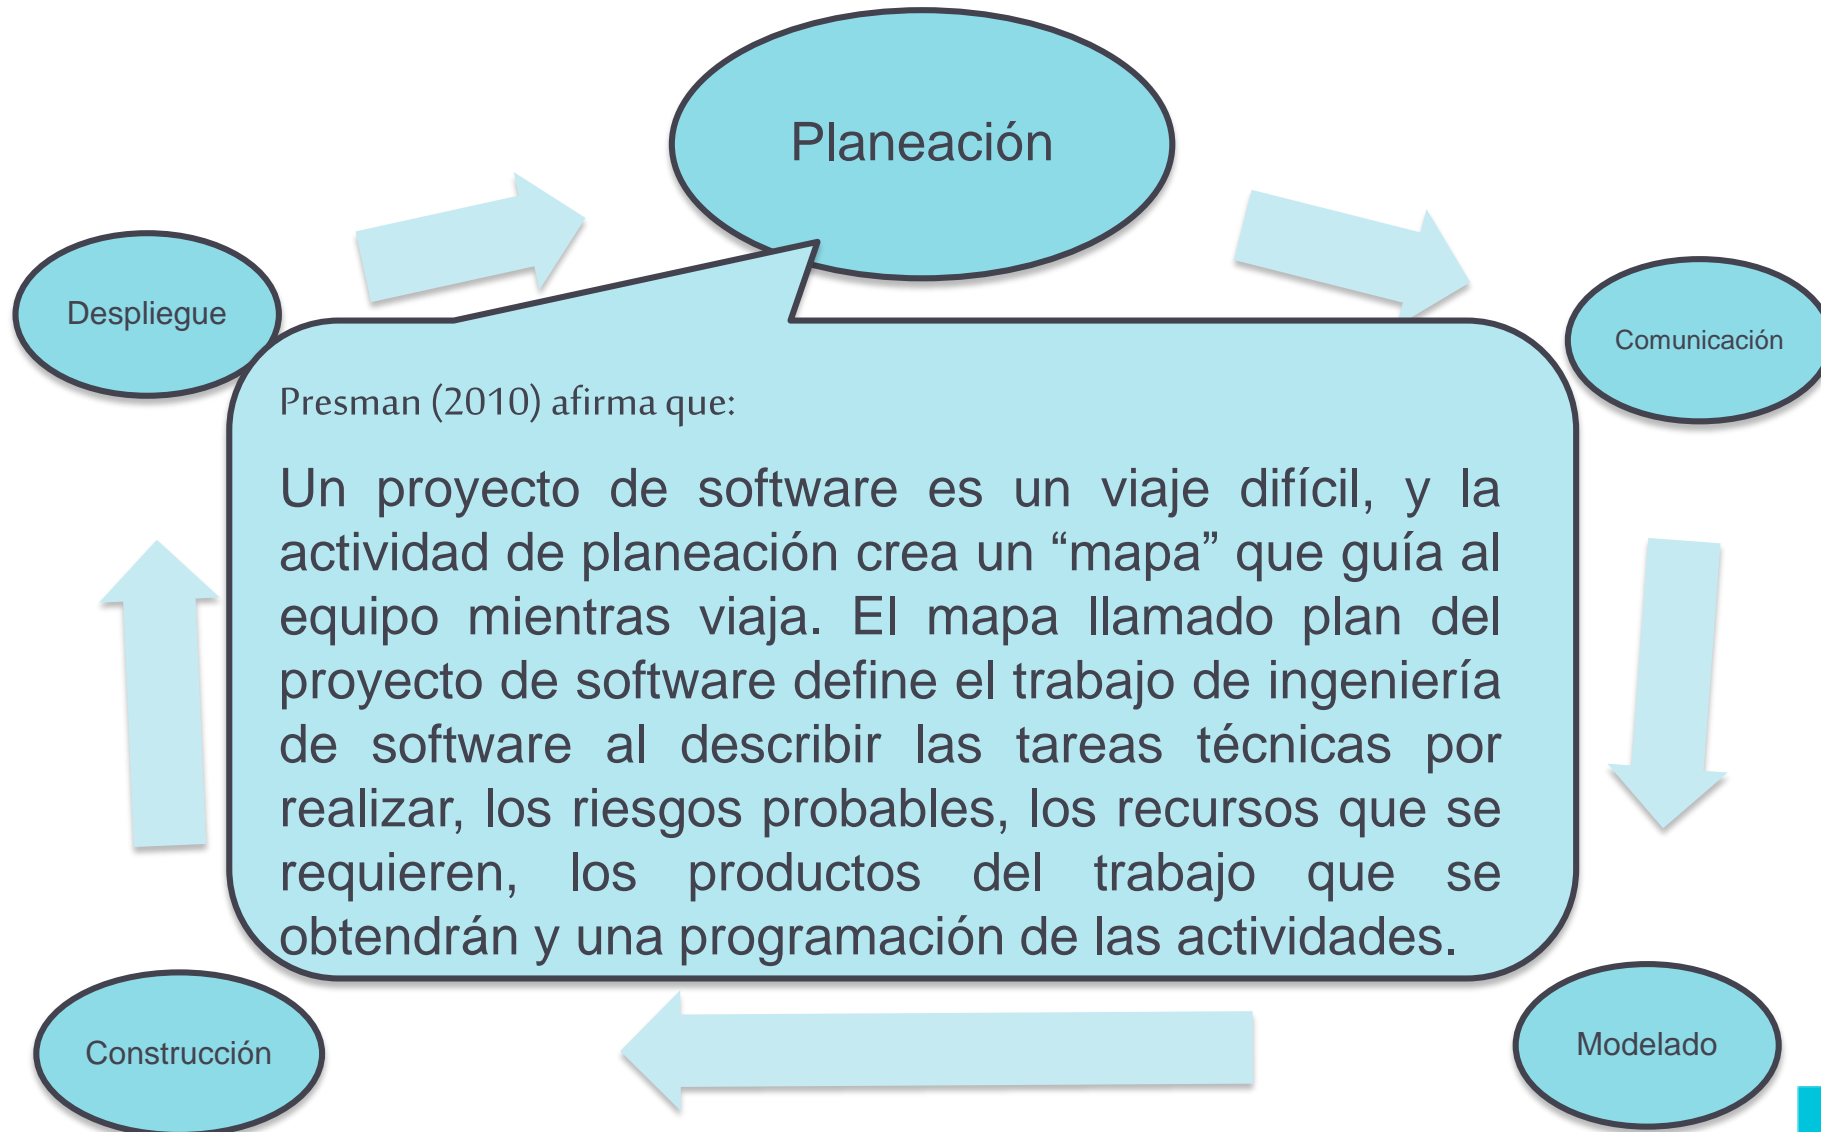 Planeación
Despliegue
Comunicación
Presman (2010) afirma que:
Un proyecto de software es un viaje difícil, y la
actividad de planeación crea un “mapa” que guía al
equipo mientras viaja. El mapa llamado plan del
proyecto de software define el trabajo de ingeniería
de software al describir las tareas técnicas por
realizar, los riesgos probables, los recursos que se
requieren, los productos del trabajo que se
obtendrán y una programación de las actividades.
Construcción
Modelado